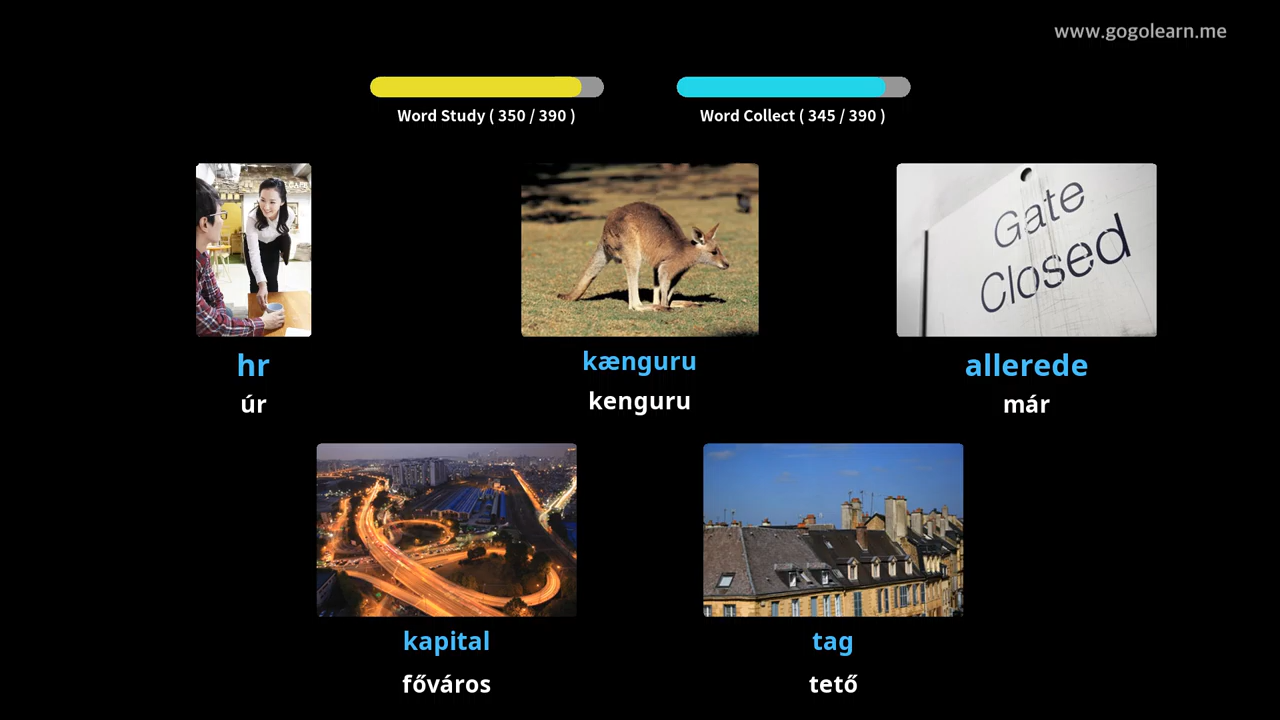 www.gogolearn.me
Word Study ( 350 / 390 )
Word Collect ( 345 / 390 )
Gate
Closed
hr
úr
kænguru
kenguru
allerede
már
kapital
főváros
tag
tető